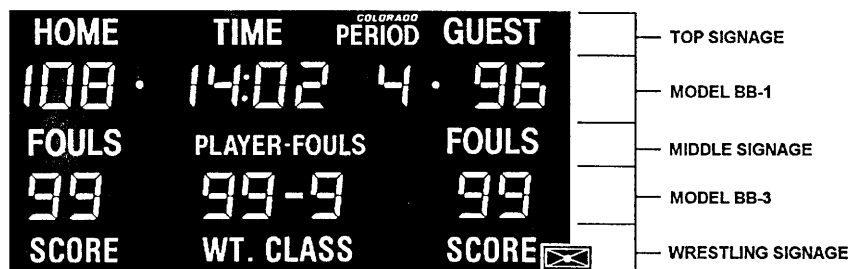 COLORADO
HOME TIME PERIOD GUEST TOP SIGNAGE
108 · 14:02 4 · 96 MODEL BB-1
FOULS PLAYER-FOULS FOULS MIDDLE SIGNAGE
99 99-9 99 MODEL BB-3
SCORE WT. CLASS SCORE WRESTLING SIGNAGE